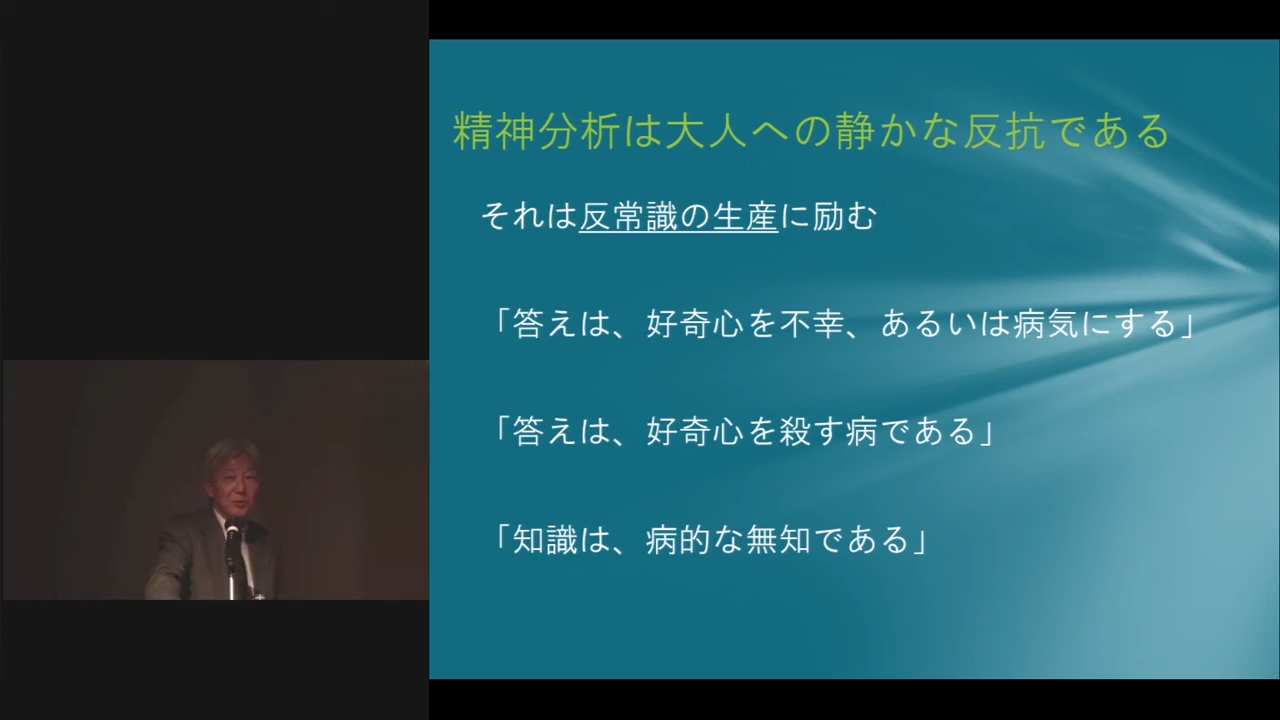 精神分析は大人への静かな反抗である
それは反常識の生産に励む
「答えは、好奇心を不幸、あるいは病気にする」
「答えは、好奇心を殺す病である」
「知識は、病的な無知である」